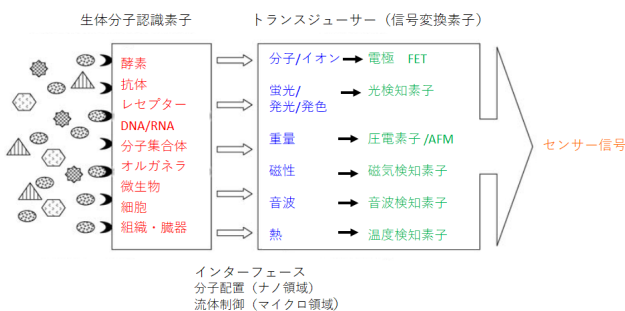 生体分子認識素子
トランスジューサー（信号変換素子）
酵素
抗体
レセプター
DNA/RNA
分子集合体
オルガネラ
微生物
細胞
組織・臓器
分子/イオン
電極 FET
蛍光/
発光/発色
光検知素子
重量
圧電素子/AFM
磁性
磁気検知素子
音波
音波検知素子
熱
温度検知素子
センサー信号
インターフェース
分子配置（ナノ領域）
流体制御（マイクロ領域）